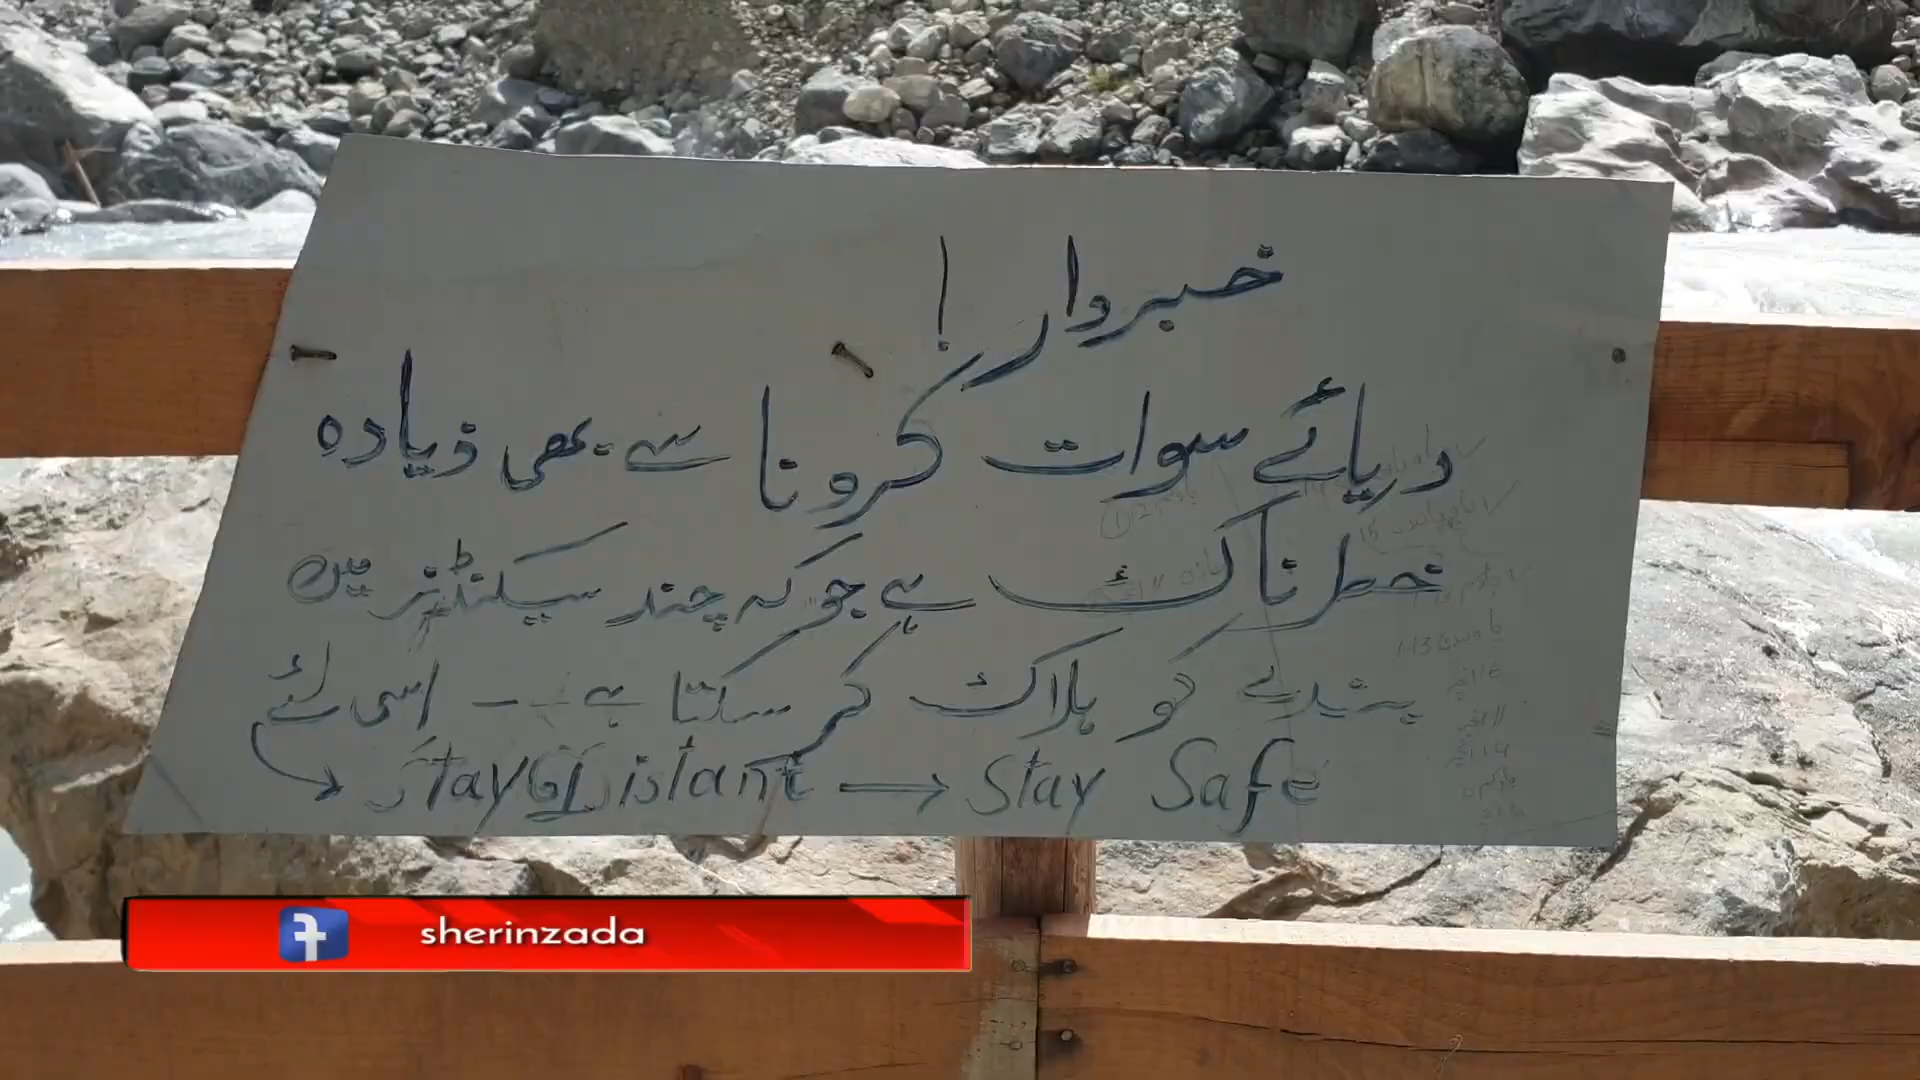 خبردار !
دریائے سوات کرونا سے بھی ذیادہ
خطرناک ہے جو کہ چند سیکنڈز میں
بندے کو ہلاک کر سکتا ہے - اسی لئے
Stay Distant → Stay Safe
sherinzada